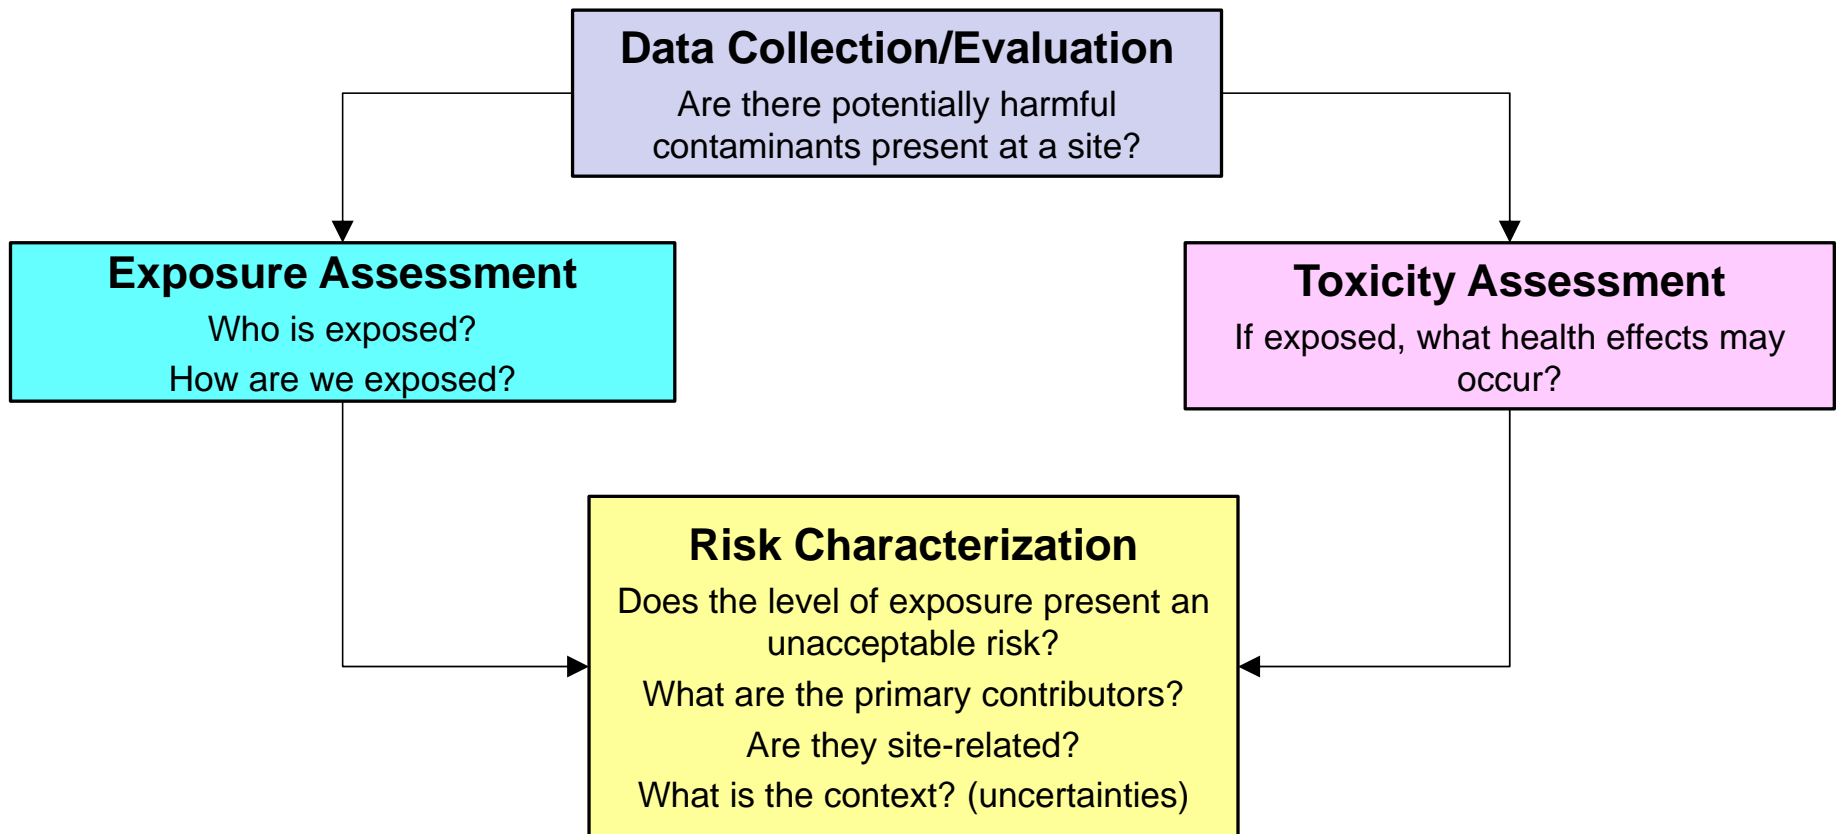 Data Collection/Evaluation
Are there potentially harmful
contaminants present at a site?
Exposure Assessment
Who is exposed?
How are we exposed?
Toxicity Assessment
If exposed, what health effects may
occur?
Risk Characterization
Does the level of exposure present an
unacceptable risk?
What are the primary contributors?
Are they site-related?
What is the context? (uncertainties)